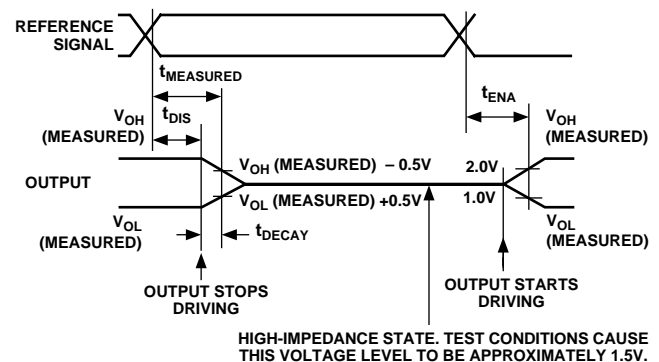 REFERENCE
SIGNAL
tMEASURED
tDIS
tENA
VOH
(MEASURED)
VOH
(MEASURED)
VOH (MEASURED) – 0.5V
2.0V
OUTPUT
VOL (MEASURED) +0.5V
1.0V
VOL
(MEASURED)
VOL
(MEASURED)
tDECAY
OUTPUT STOPS
DRIVING
OUTPUT STARTS
DRIVING
HIGH-IMPEDANCE STATE. TEST CONDITIONS CAUSE
THIS VOLTAGE LEVEL TO BE APPROXIMATELY 1.5V.